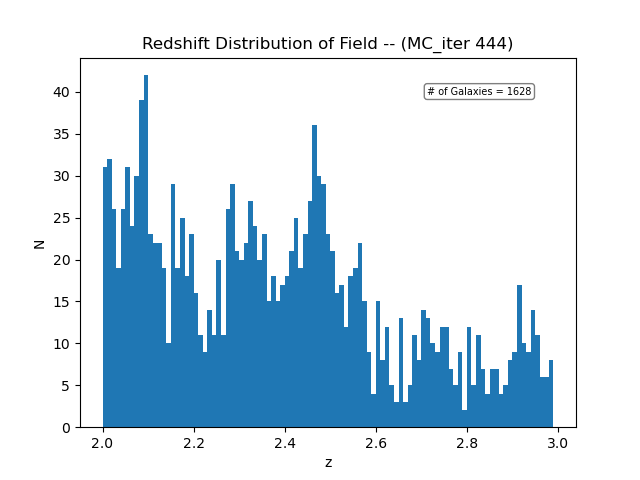 Redshift Distribution of Field -- (MC_iter 444)
# of Galaxies = 1628
40
35
30
25
20
15
10
5
0
N
2.0 2.2 2.4 2.6 2.8 3.0
z